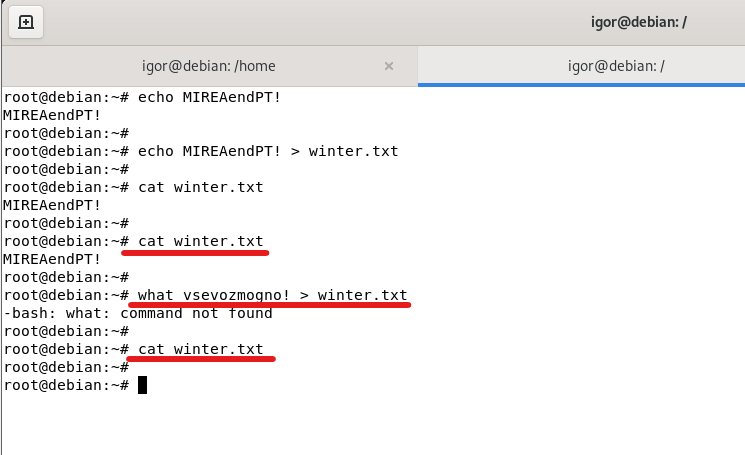 igor@debian: /
igor@debian: /home
igor@debian: /
root@debian:~# echo MIREAendPT!
MIREAendPT!
root@debian:~#
root@debian:~# echo MIREAendPT! > winter.txt
root@debian:~#
root@debian:~# cat winter.txt
MIREAendPT!
root@debian:~#
root@debian:~# cat winter.txt
MIREAendPT!
root@debian:~#
root@debian:~# what vsevozmogno! > winter.txt
-bash: what: command not found
root@debian:~#
root@debian:~# cat winter.txt
root@debian:~#
root@debian:~#